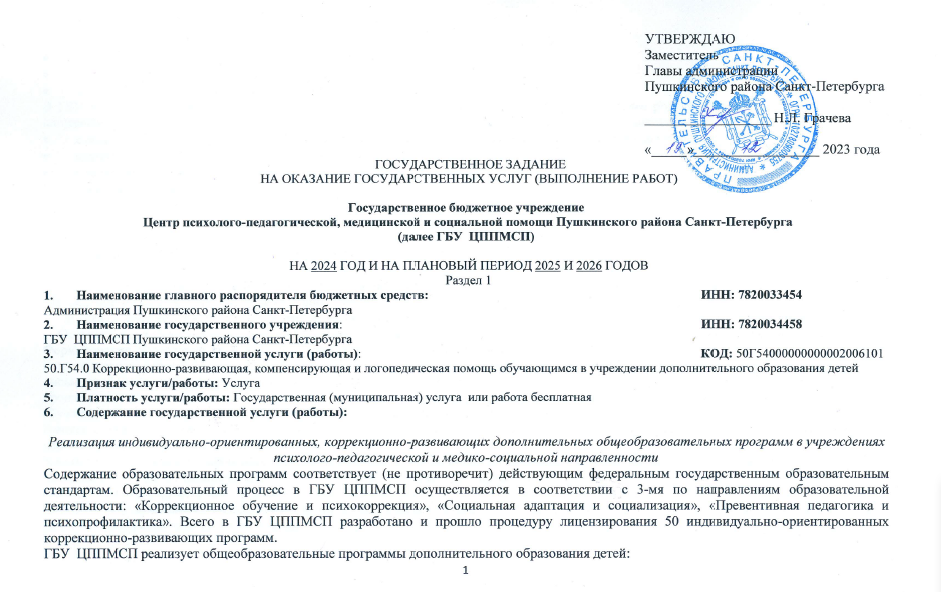 УТВЕРЖДАЮ
Заместитель
Главы администрации
Пушкинского района Санкт-Петербурга
Н.Л. Грачева
« 19 » 12 2023 года
ГОСУДАРСТВЕННОЕ ЗАДАНИЕ
НА ОКАЗАНИЕ ГОСУДАРСТВЕННЫХ УСЛУГ (ВЫПОЛНЕНИЕ РАБОТ)
Государственное бюджетное учреждение
Центр психолого-педагогической, медицинской и социальной помощи Пушкинского района Санкт-Петербурга
(далее ГБУ ЦППМСП)
НА 2024 ГОД И НА ПЛАНОВЫЙ ПЕРИОД 2025 И 2026 ГОДОВ
Раздел 1
1. Наименование главного распорядителя бюджетных средств: ИНН: 7820033454
Администрация Пушкинского района Санкт-Петербурга
2. Наименование государственного учреждения: ИНН: 7820034458
ГБУ ЦППМСП Пушкинского района Санкт-Петербурга
3. Наименование государственной услуги (работы): КОД: 50Г54000000000002006101
50.Г54.0 Коррекционно-развивающая, компенсирующая и логопедическая помощь обучающимся в учреждении дополнительного образования детей
4. Признак услуги/работы: Услуга
5. Платность услуги/работы: Государственная (муниципальная) услуга или работа бесплатная
6. Содержание государственной услуги (работы):
Реализация индивидуально-ориентированных, коррекционно-развивающих дополнительных общеобразовательных программ в учреждениях
психолого-педагогической и медико-социальной направленности
Содержание образовательных программ соответствует (не противоречит) действующим федеральным государственным образовательным
стандартам. Образовательный процесс в ГБУ ЦППМСП осуществляется в соответствии с 3-мя по направлениям образовательной
деятельности: «Коррекционное обучение и психокоррекция», «Социальная адаптация и социализация», «Превентивная педагогика и
психопрофилактика». Всего в ГБУ ЦППМСП разработано и прошло процедуру лицензирования 50 индивидуально-ориентированных
коррекционно-развивающих программ.
ГБУ ЦППМСП реализует общеобразовательные программы дополнительного образования детей:
1